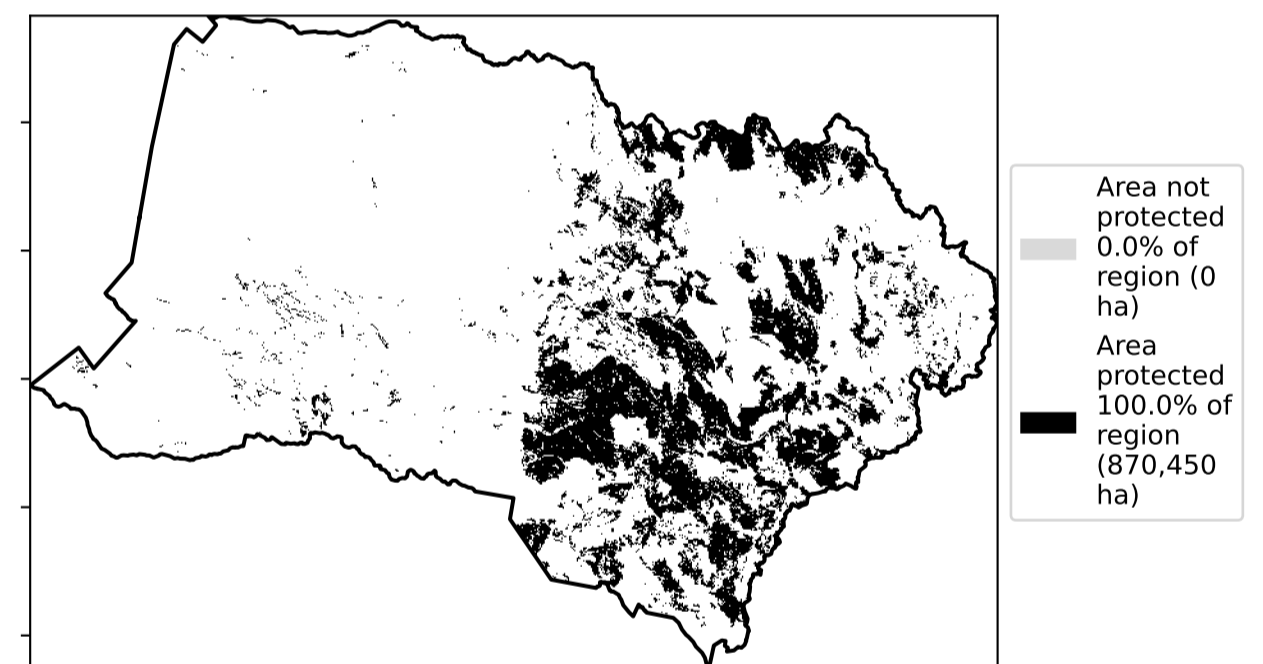 Area not
protected
0.0% of
region (0
ha)
Area
protected
100.0% of
region
(870,450
ha)